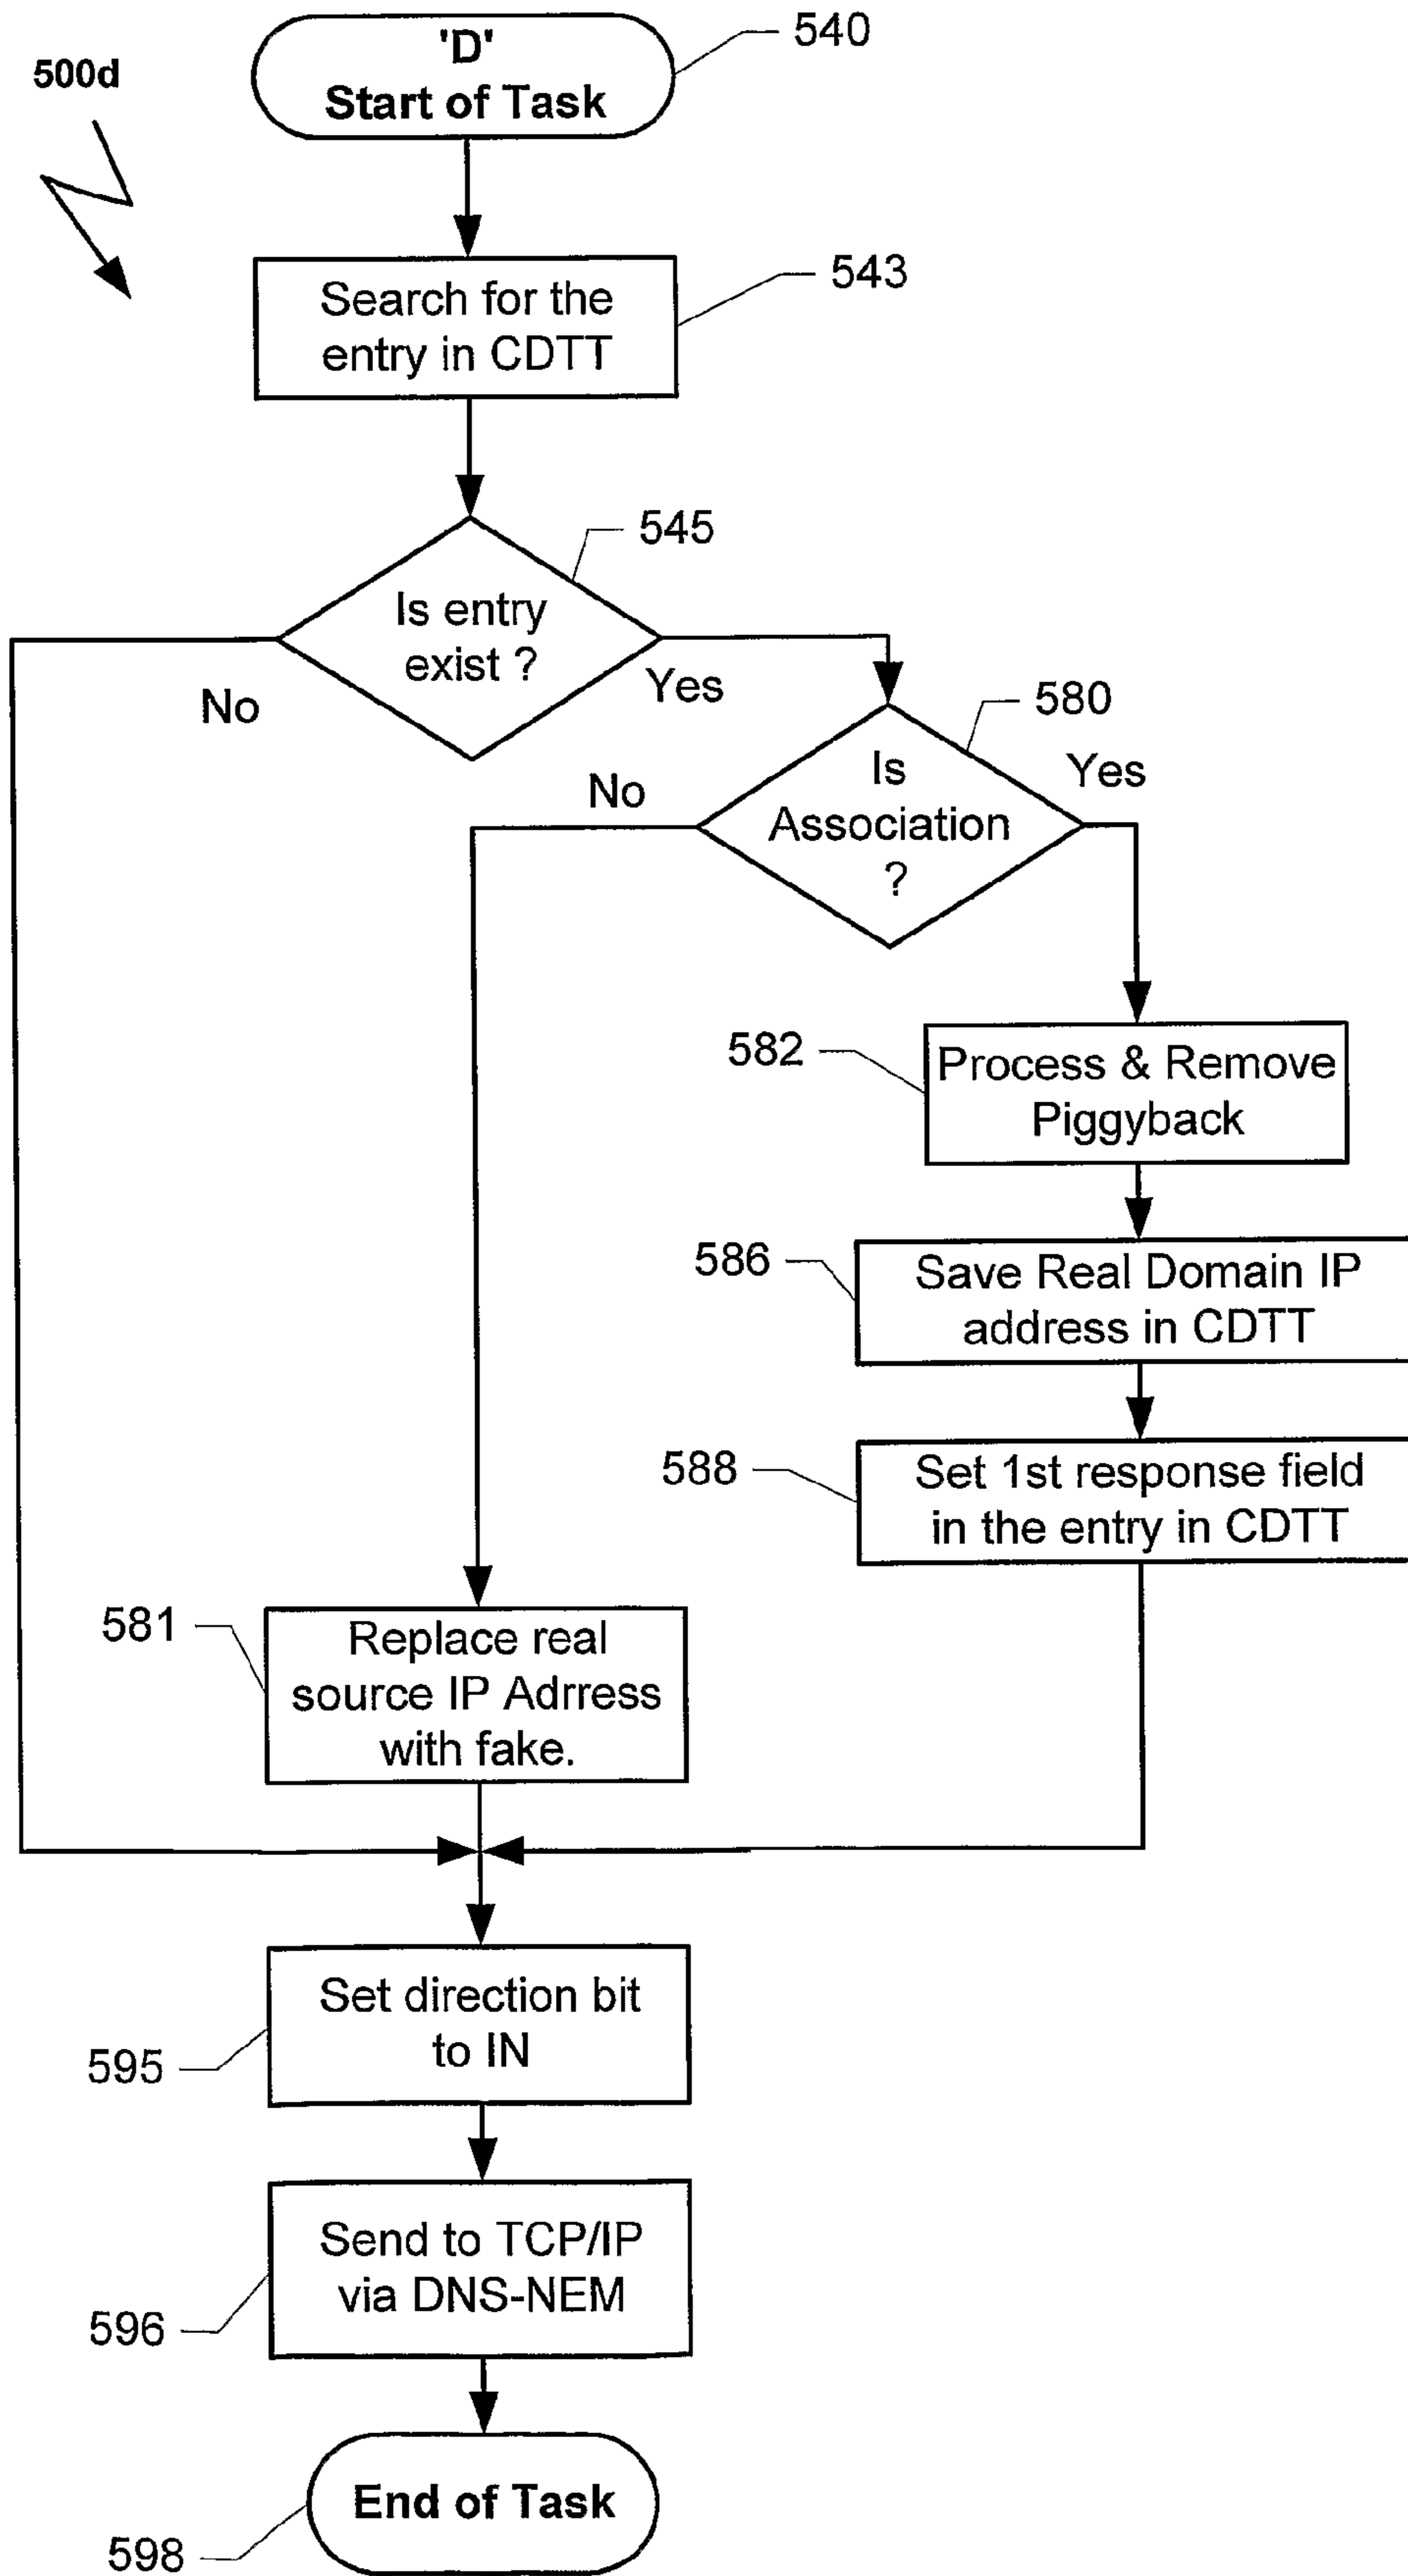 'D'
Start of Task
540
500d
Search for the
entry in CDTT
543
545
Is entry
exist ?
No
Yes
580
Is
Association
?
No
Yes
582
Process & Remove
Piggyback
586
Save Real Domain IP
address in CDTT
588
Set 1st response field
in the entry in CDTT
581
Replace real
source IP Adrress
with fake.
Set direction bit
to IN
595
Send to TCP/IP
via DNS-NEM
596
End of Task
598